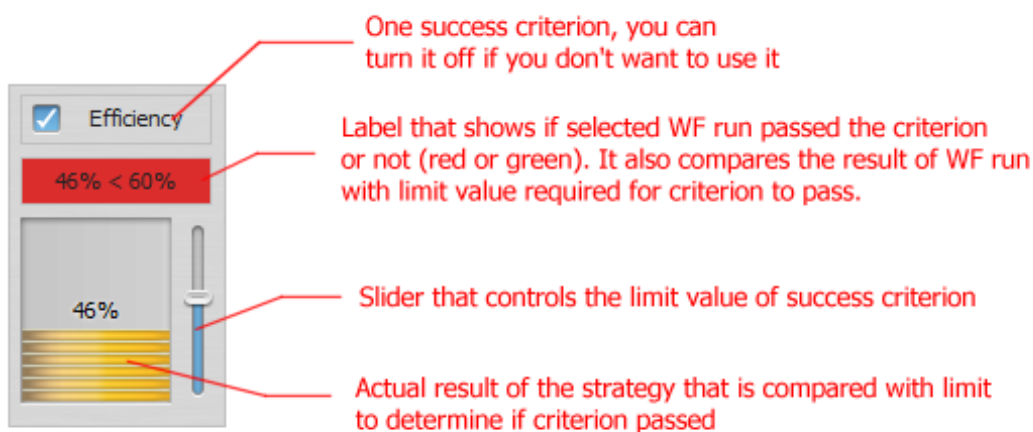 One success criterion, you can
turn it off if you don't want to use it
Efficiency
Label that shows if selected WF run passed the criterion
or not (red or green). It also compares the result of WF run
with limit value required for criterion to pass.
46% < 60%
Slider that controls the limit value of success criterion
46%
Actual result of the strategy that is compared with limit
to determine if criterion passed